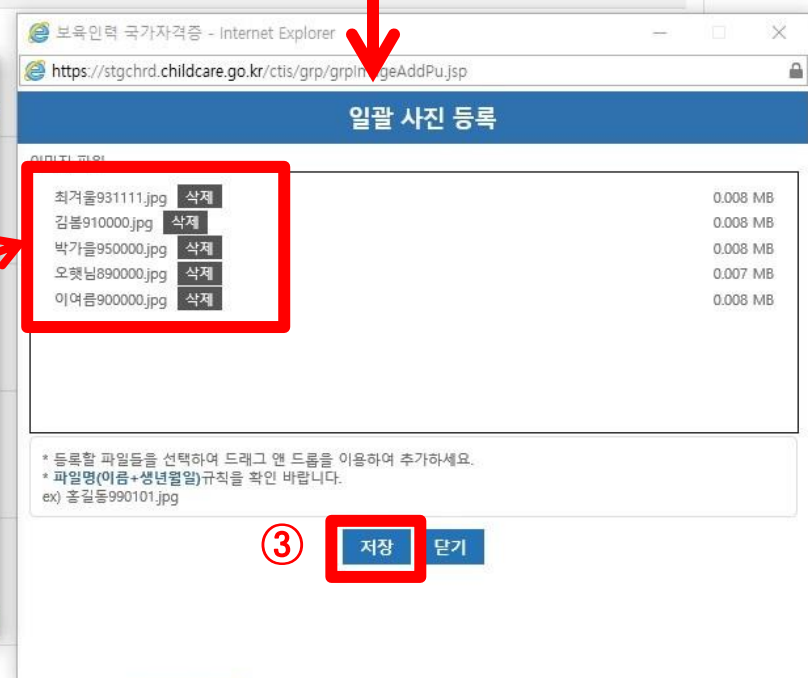 보육인력 국가자격증 - Internet Explorer
https://stgchrd.childcare.go.kr/ctis/grp/grpImageAddPu.jsp
일괄 사진 등록
이미지 파일
최겨울931111.jpg 삭제 0.008 MB
김봄910000.jpg 삭제 0.008 MB
박가을950000.jpg 삭제 0.008 MB
오햇님890000.jpg 삭제 0.007 MB
이여름900000.jpg 삭제 0.008 MB
* 등록할 파일들을 선택하여 드래그 앤 드롭을 이용하여 추가하세요.
* 파일명(이름+생년월일)규칙을 확인 바랍니다.
ex) 홍길동990101.jpg
③ 저장 닫기